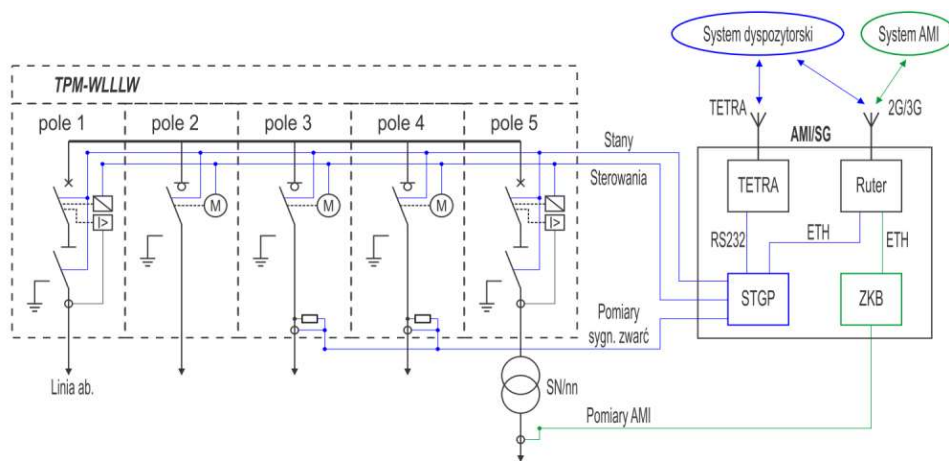 System dyspozytorski
System AMI
TPM-WLLLW
TETRA
2G/3G
pole 1
pole 2
pole 3
pole 4
pole 5
Stany
AMI/SG
Sterowania
TETRA
Ruter
M
M
M
I>
I>
RS232
ETH
ETH
STGP
ZKB
Pomiary
sygn. zwarć
Linia ab.
SN/nn
Pomiary AMI